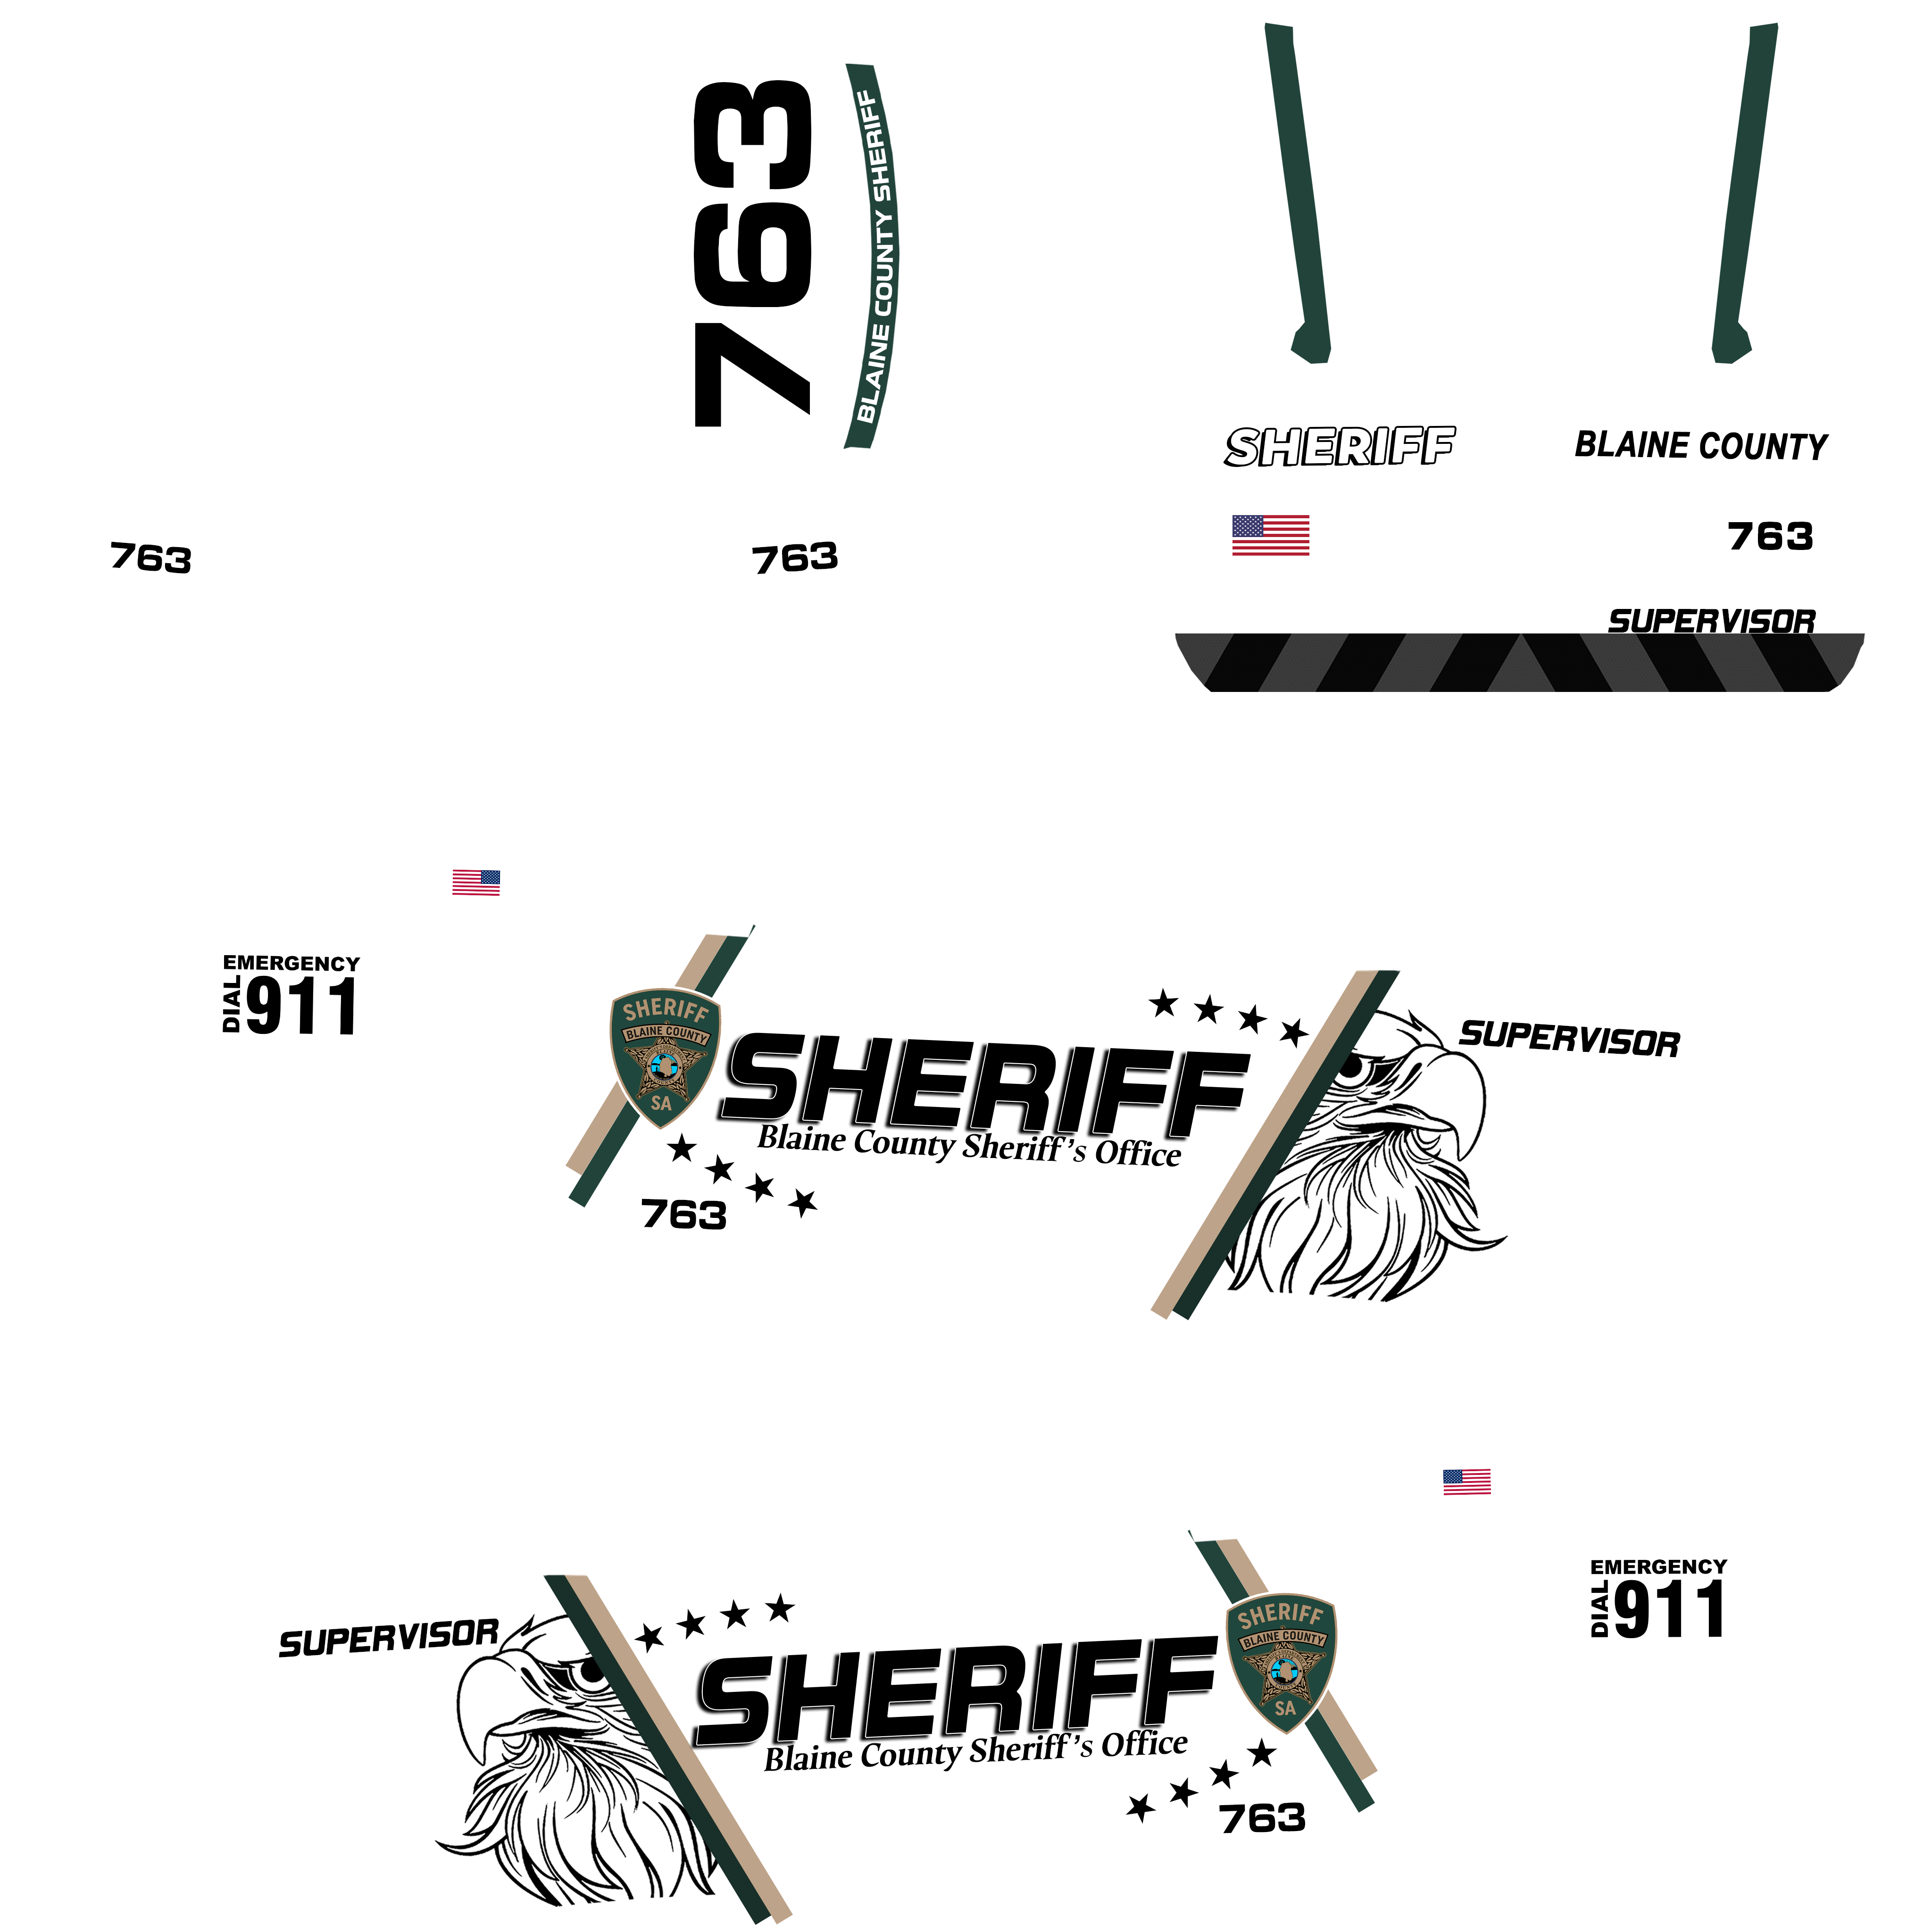 763
BLAINE COUNTY SHERIFF
SHERIFF
BLAINE COUNTY
763
763
763
SUPERVISOR
EMERGENCY
DIAL
911
SHERIFF
BLAINE COUNTY
SA
SHERIFF
Blaine County Sheriff's Office
763
SUPERVISOR
SUPERVISOR
SHERIFF
Blaine County Sheriff's Office
SHERIFF
BLAINE COUNTY
SA
763
EMERGENCY
DIAL
911